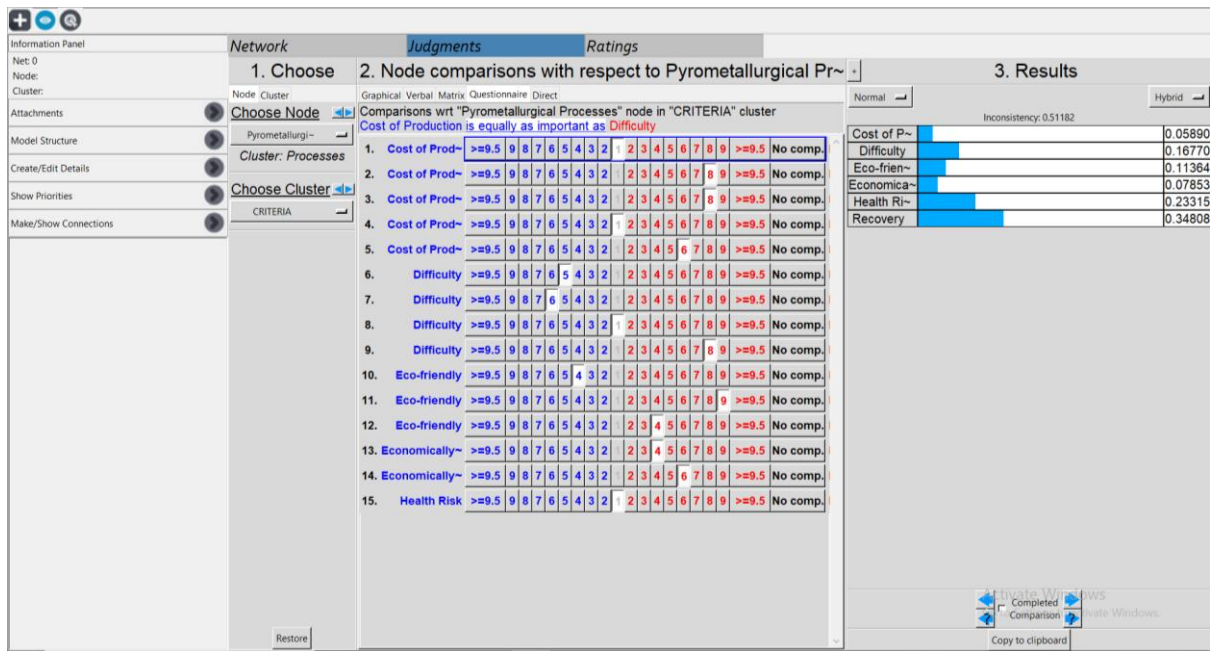 Information Panel
Net: 0
Node:
Cluster:
Attachments
Model Structure
Create/Edit Details
Show Priorities
Make/Show Connections
Network Judgments Ratings
1. Choose
Node Cluster
Choose Node
Pyrometallurgi~
Cluster: Processes
Choose Cluster
CRITERIA
Restore
2. Node comparisons with respect to Pyrometallurgical Pr~
Graphical Verbal Matrix Questionnaire Direct
Comparisons wrt "Pyrometallurgical Processes" node in "CRITERIA" cluster
Cost of Production is equally as important as Difficulty
1. Cost of Prod~ >=9.5 9 8 7 6 5 4 3 2 1 2 3 4 5 6 7 8 9 >=9.5 No comp.
2. Cost of Prod~ >=9.5 9 8 7 6 5 4 3 2 1 2 3 4 5 6 7 8 9 >=9.5 No comp.
3. Cost of Prod~ >=9.5 9 8 7 6 5 4 3 2 1 2 3 4 5 6 7 8 9 >=9.5 No comp.
4. Cost of Prod~ >=9.5 9 8 7 6 5 4 3 2 1 2 3 4 5 6 7 8 9 >=9.5 No comp.
5. Cost of Prod~ >=9.5 9 8 7 6 5 4 3 2 1 2 3 4 5 6 7 8 9 >=9.5 No comp.
6. Difficulty >=9.5 9 8 7 6 5 4 3 2 1 2 3 4 5 6 7 8 9 >=9.5 No comp.
7. Difficulty >=9.5 9 8 7 6 5 4 3 2 1 2 3 4 5 6 7 8 9 >=9.5 No comp.
8. Difficulty >=9.5 9 8 7 6 5 4 3 2 1 2 3 4 5 6 7 8 9 >=9.5 No comp.
9. Difficulty >=9.5 9 8 7 6 5 4 3 2 1 2 3 4 5 6 7 8 9 >=9.5 No comp.
10. Eco-friendly >=9.5 9 8 7 6 5 4 3 2 1 2 3 4 5 6 7 8 9 >=9.5 No comp.
11. Eco-friendly >=9.5 9 8 7 6 5 4 3 2 1 2 3 4 5 6 7 8 9 >=9.5 No comp.
12. Eco-friendly >=9.5 9 8 7 6 5 4 3 2 1 2 3 4 5 6 7 8 9 >=9.5 No comp.
13. Economically~ >=9.5 9 8 7 6 5 4 3 2 1 2 3 4 5 6 7 8 9 >=9.5 No comp.
14. Economically~ >=9.5 9 8 7 6 5 4 3 2 1 2 3 4 5 6 7 8 9 >=9.5 No comp.
15. Health Risk >=9.5 9 8 7 6 5 4 3 2 1 2 3 4 5 6 7 8 9 >=9.5 No comp.
3. Results
Normal Hybrid
Inconsistency: 0.51182
Cost of P~ 0.05890
Difficulty 0.16770
Eco-frien~ 0.11364
Economica~ 0.07853
Health Ri~ 0.23315
Recovery 0.34808
Activate Windows
Completed
Comparison
Copy to clipboard